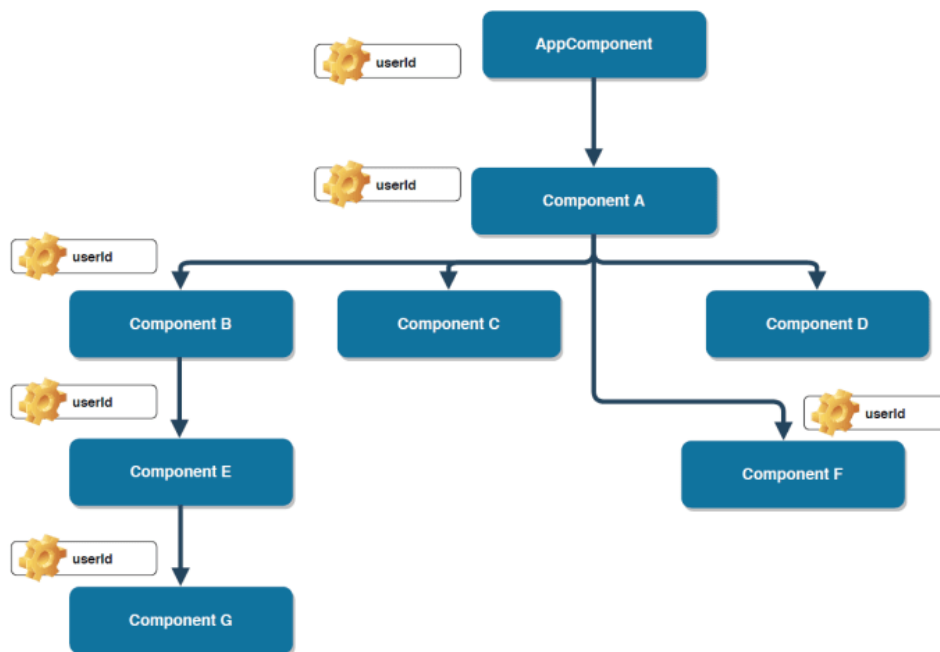 AppComponent
userId
userId
Component A
userId
Component B
Component C
Component D
userId
userId
Component E
Component F
userId
Component G